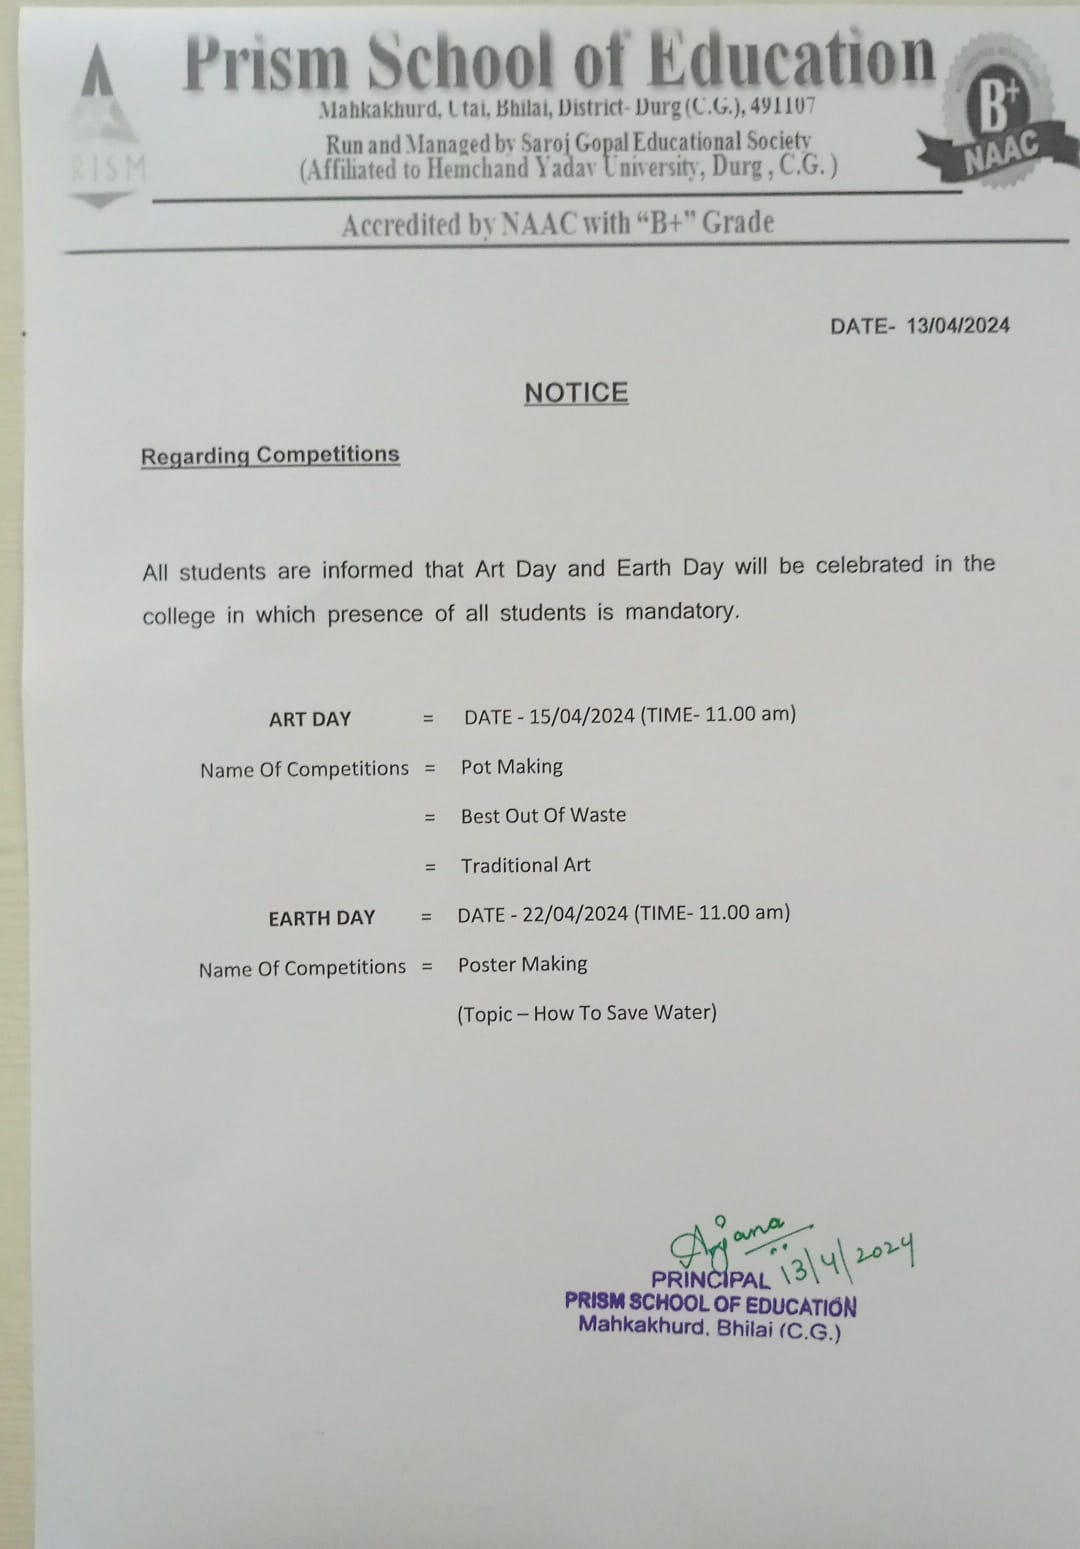 Prism School of Education
Mahkakhurd, Utai, Bhilai, District- Durg (C.G.), 491107
Run and Managed by Saroj Gopal Educational Society
(Affiliated to Hemchand Yadav University, Durg , C.G. )
Accredited by NAAC with “B+” Grade
RISM
B+
NAAC
DATE- 13/04/2024
NOTICE
Regarding Competitions
All students are informed that Art Day and Earth Day will be celebrated in the
college in which presence of all students is mandatory.
ART DAY = DATE - 15/04/2024 (TIME- 11.00 am)
Name Of Competitions = Pot Making
= Best Out Of Waste
= Traditional Art
EARTH DAY = DATE - 22/04/2024 (TIME- 11.00 am)
Name Of Competitions = Poster Making
(Topic – How To Save Water)
13/4/2024
PRINCIPAL
PRISM SCHOOL OF EDUCATION
Mahkakhurd. Bhilai (C.G.)